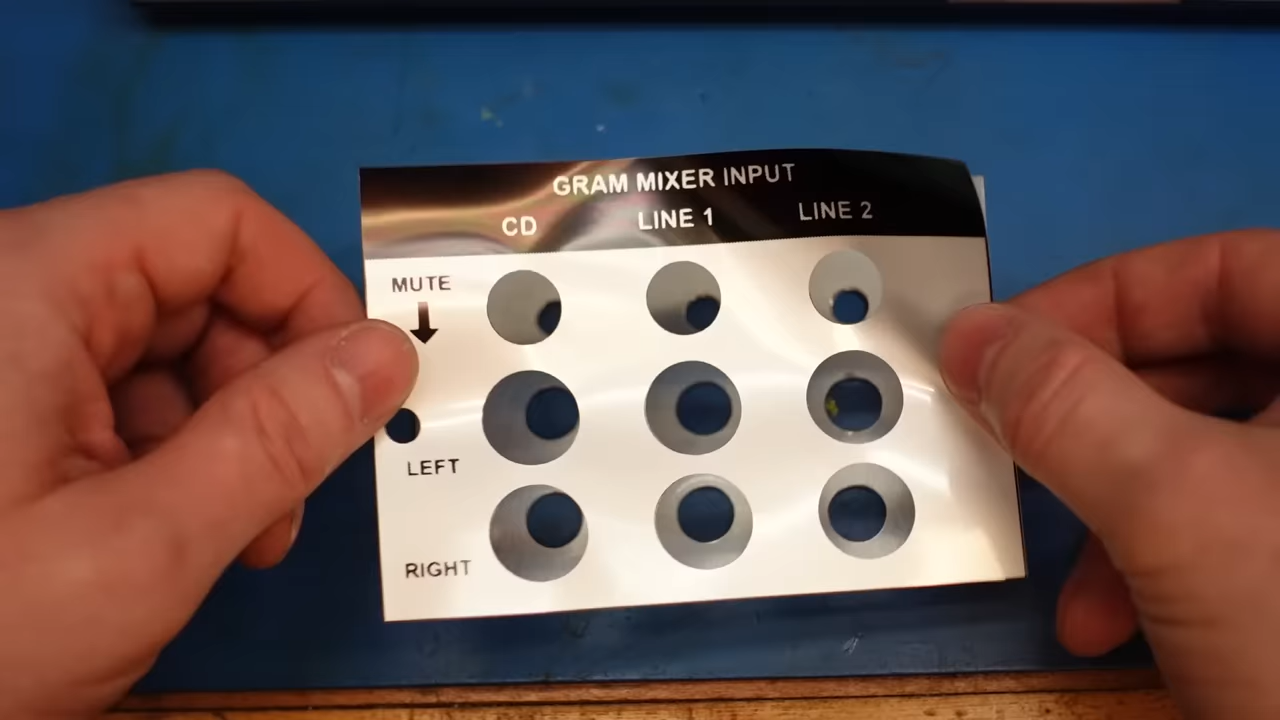 GRAM MIXER INPUT
CD LINE 1 LINE 2
MUTE
LEFT
RIGHT